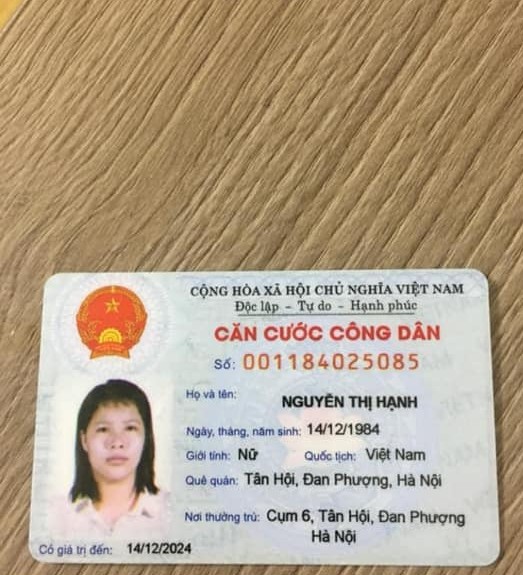 CỘNG HÒA XÃ HỘI CHỦ NGHĨA VIỆT NAM
Độc lập - Tự do - Hạnh phúc
CĂN CƯỚC CÔNG DÂN
Số: 001184025085
Họ và tên:
NGUYỄN THỊ HẠNH
Ngày, tháng, năm sinh: 14/12/1984
Giới tính: Nữ Quốc tịch: Việt Nam
Quê quán: Tân Hội, Đan Phượng, Hà Nội
Nơi thường trú: Cụm 6, Tân Hội, Đan Phượng
Hà Nội
Có giá trị đến: 14/12/2024